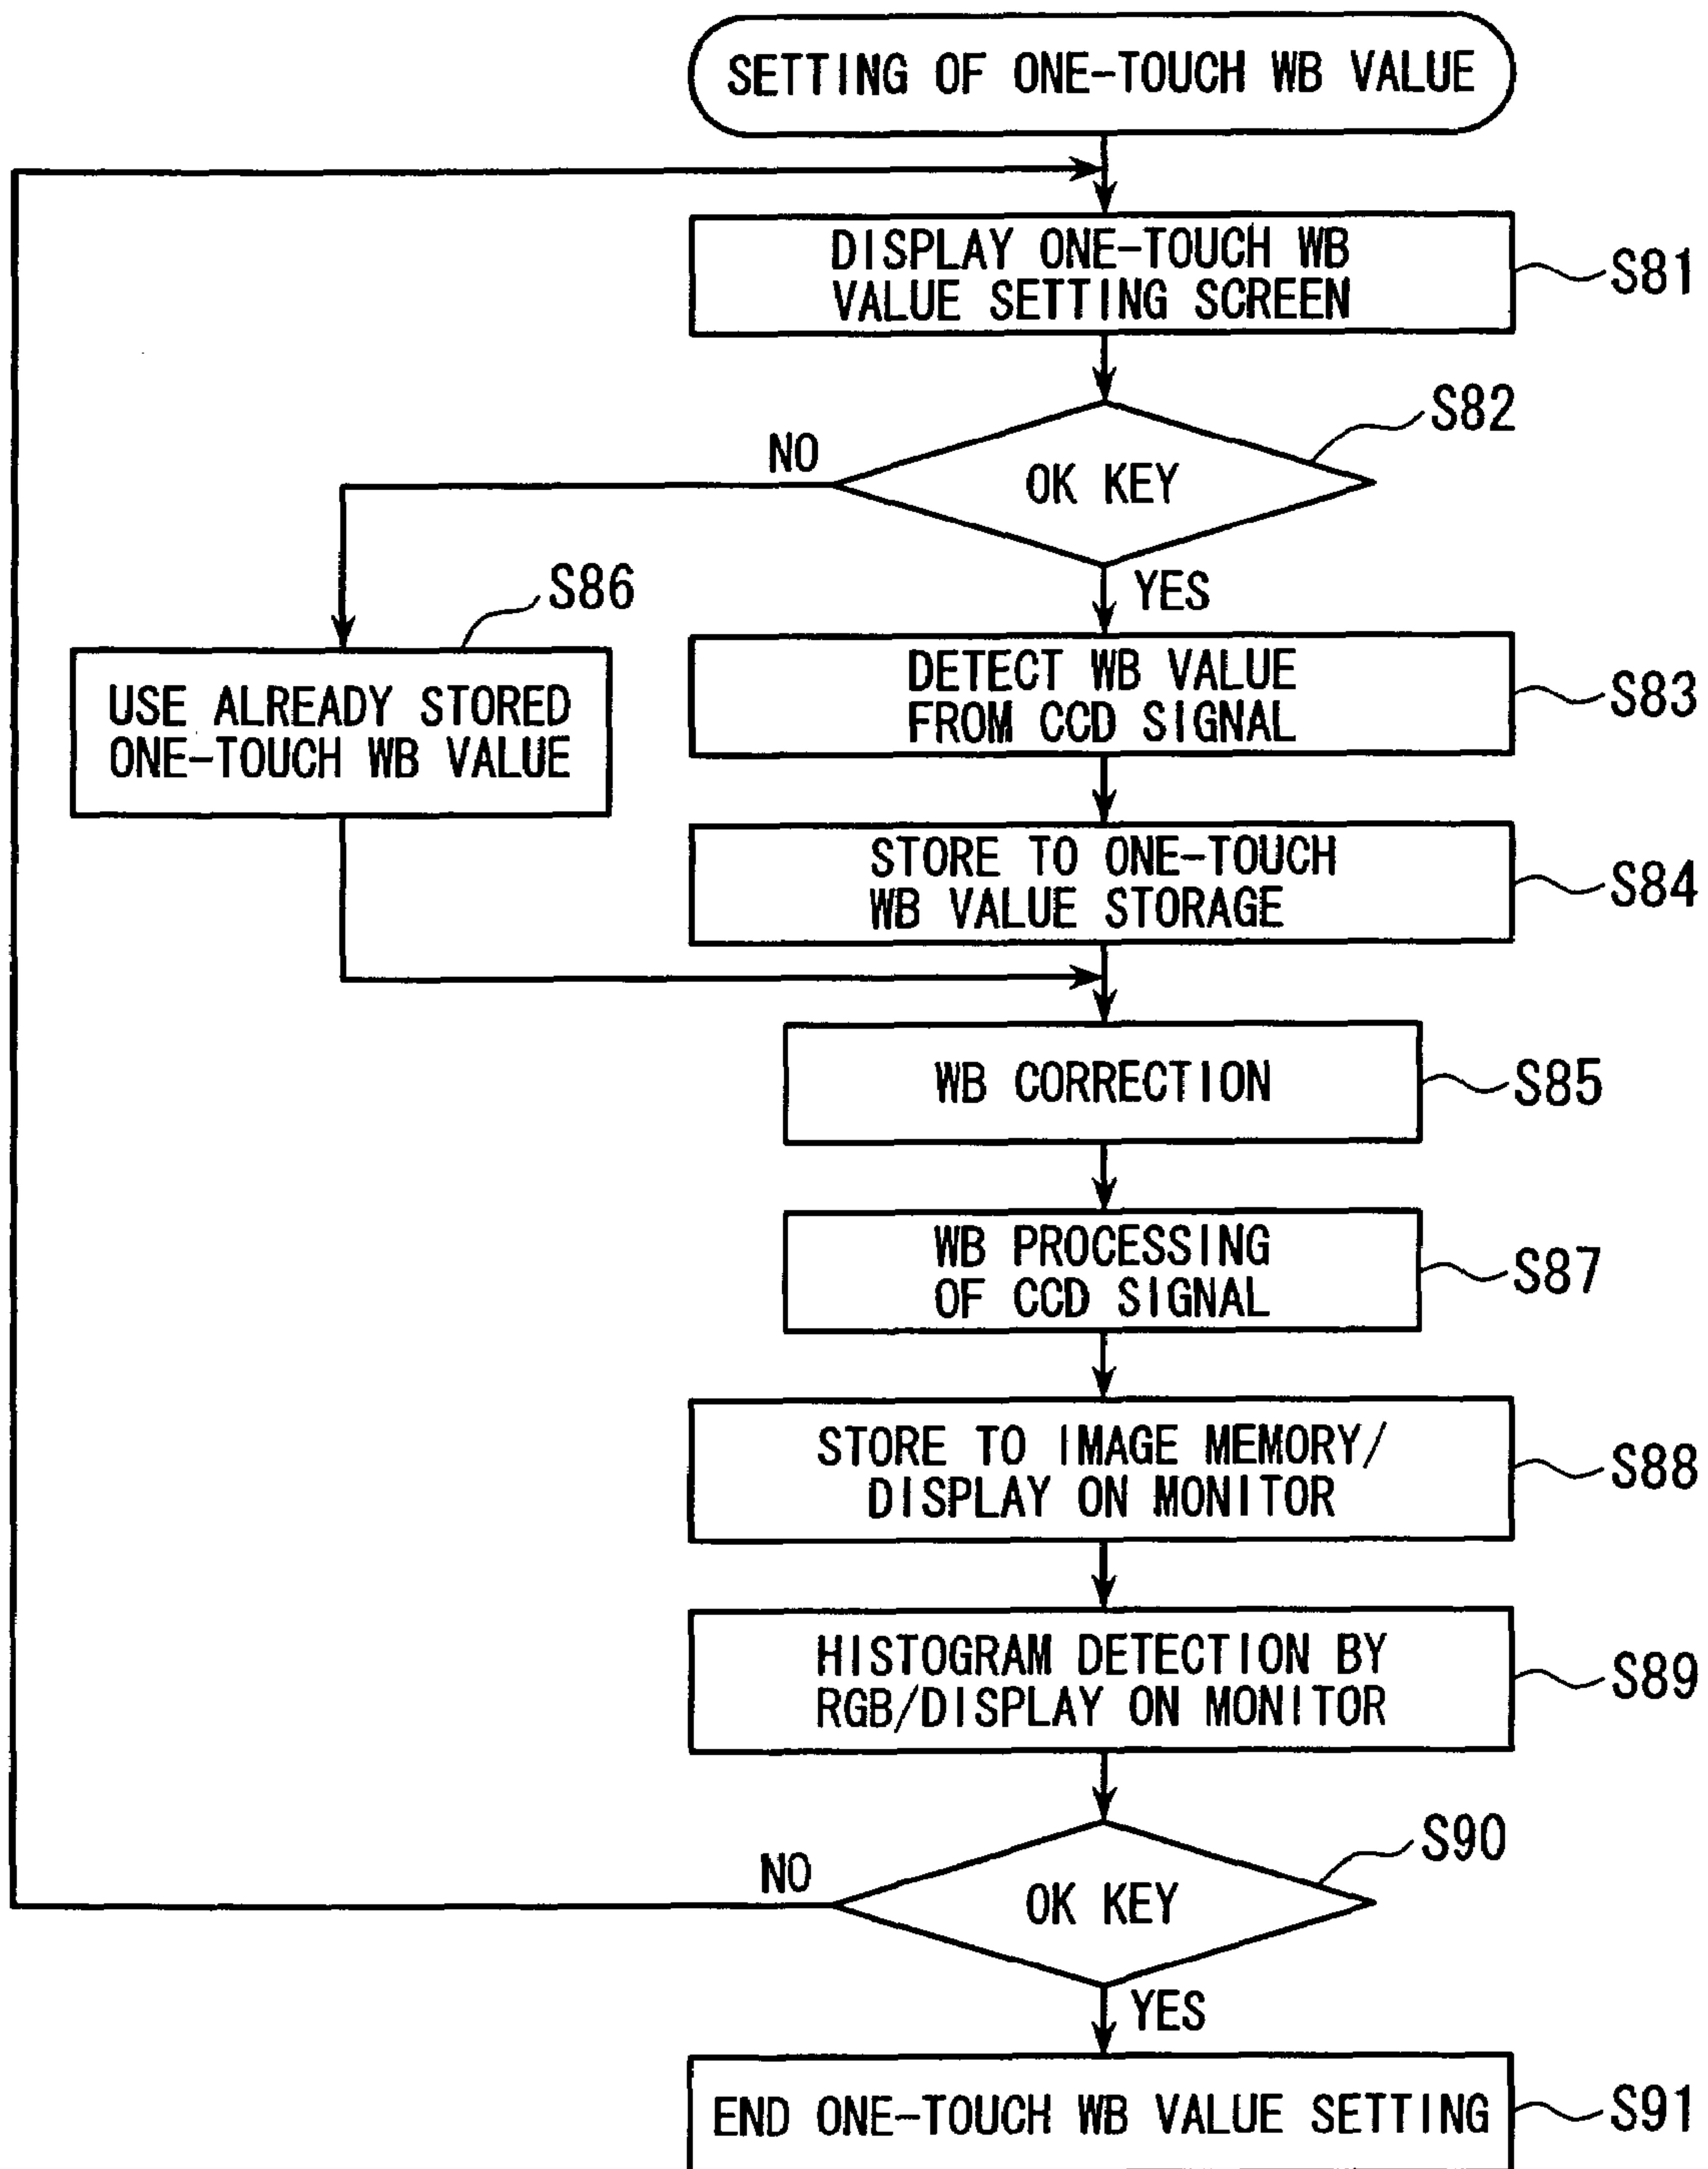 SETTING OF ONE-TOUCH WB VALUE
DISPLAY ONE-TOUCH WB
VALUE SETTING SCREEN
S81
S82
NO
OK KEY
YES
S86
USE ALREADY STORED
ONE-TOUCH WB VALUE
DETECT WB VALUE
FROM CCD SIGNAL
S83
STORE TO ONE-TOUCH
WB VALUE STORAGE
S84
WB CORRECTION
S85
WB PROCESSING
OF CCD SIGNAL
S87
STORE TO IMAGE MEMORY/
DISPLAY ON MONITOR
S88
HISTOGRAM DETECTION BY
RGB/DISPLAY ON MONITOR
S89
S90
NO
OK KEY
YES
END ONE-TOUCH WB VALUE SETTING
S91